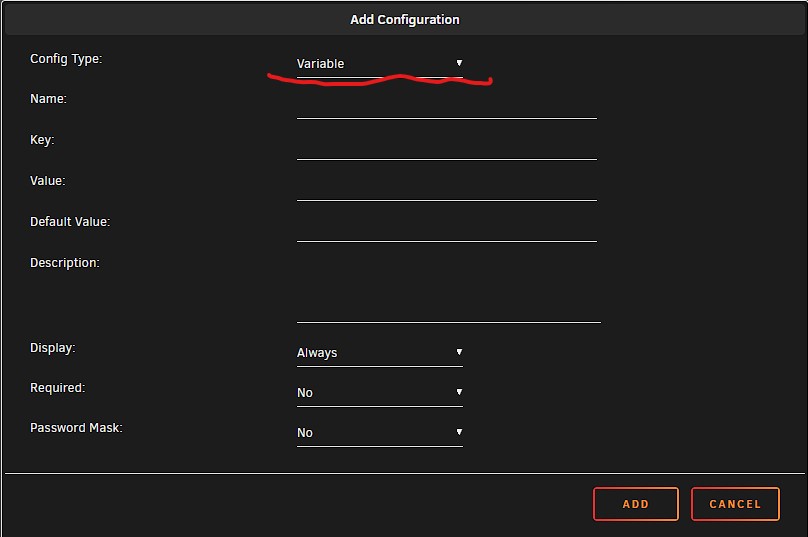 Add Configuration
Config Type: Variable
Name:
Key:
Value:
Default Value:
Description:
Display: Always
Required: No
Password Mask: No
ADD CANCEL